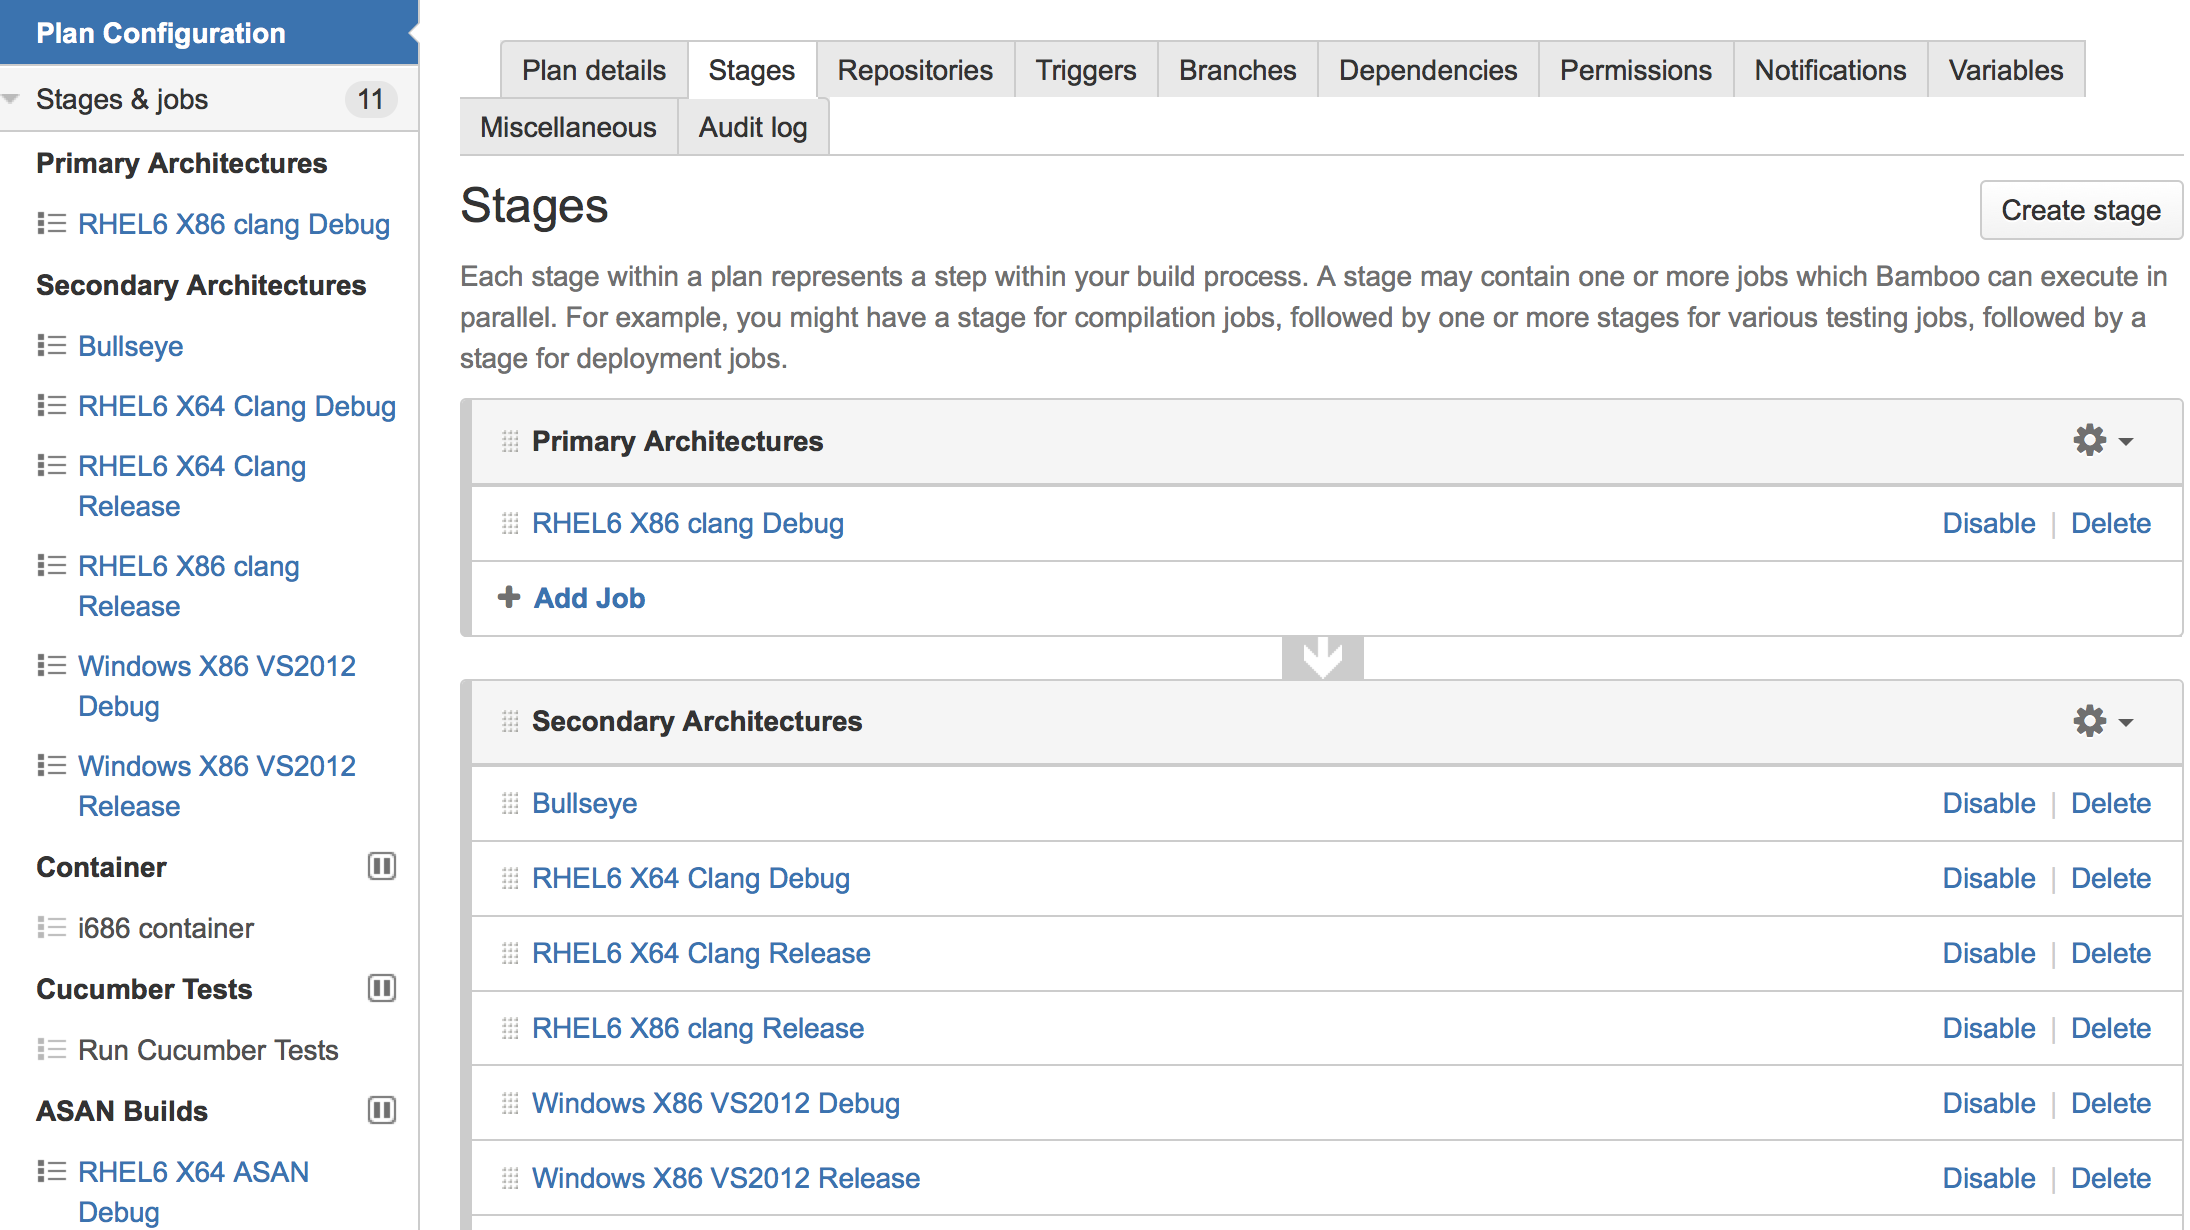 Plan Configuration
Stages & jobs 11
Primary Architectures
RHEL6 X86 clang Debug
Secondary Architectures
Bullseye
RHEL6 X64 Clang Debug
RHEL6 X64 Clang
Release
RHEL6 X86 clang
Release
Windows X86 VS2012
Debug
Windows X86 VS2012
Release
Container
i686 container
Cucumber Tests
Run Cucumber Tests
ASAN Builds
RHEL6 X64 ASAN
Debug
Plan details Stages Repositories Triggers Branches Dependencies Permissions Notifications Variables
Miscellaneous Audit log
Stages
Create stage
Each stage within a plan represents a step within your build process. A stage may contain one or more jobs which Bamboo can execute in
parallel. For example, you might have a stage for compilation jobs, followed by one or more stages for various testing jobs, followed by a
stage for deployment jobs.
Primary Architectures
RHEL6 X86 clang Debug Disable | Delete
Add Job
Secondary Architectures
Bullseye Disable | Delete
RHEL6 X64 Clang Debug Disable | Delete
RHEL6 X64 Clang Release Disable | Delete
RHEL6 X86 clang Release Disable | Delete
Windows X86 VS2012 Debug Disable | Delete
Windows X86 VS2012 Release Disable | Delete